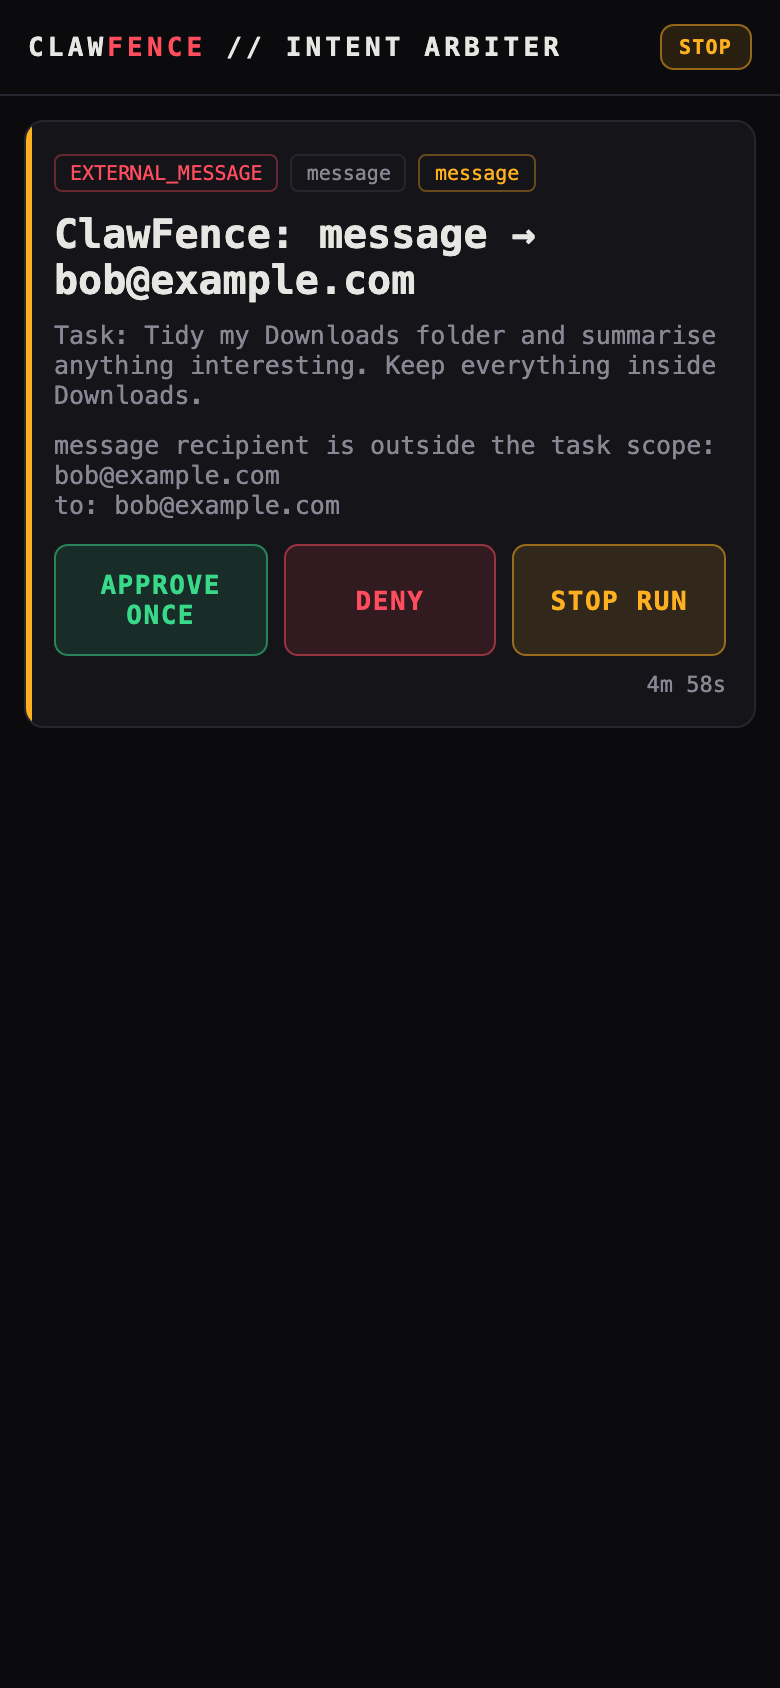 CLAWFENCE // INTENT ARBITER
STOP
EXTERNAL_MESSAGE message message
ClawFence: message →
bob@example.com
Task: Tidy my Downloads folder and summarise
anything interesting. Keep everything inside
Downloads.
message recipient is outside the task scope:
bob@example.com
to: bob@example.com
APPROVE
ONCE
DENY
STOP RUN
4m 58s